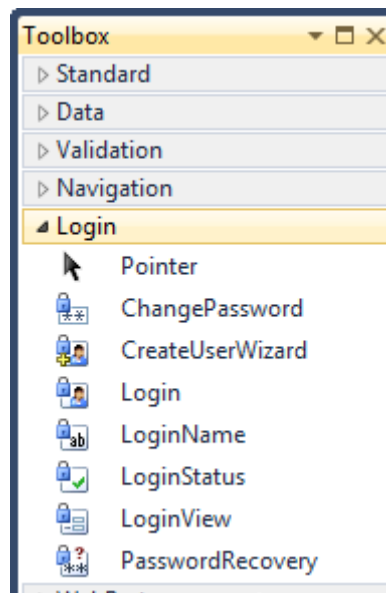 Toolbox
Standard
Data
Validation
Navigation
Login
Pointer
ChangePassword
CreateUserWizard
Login
LoginName
LoginStatus
LoginView
PasswordRecovery